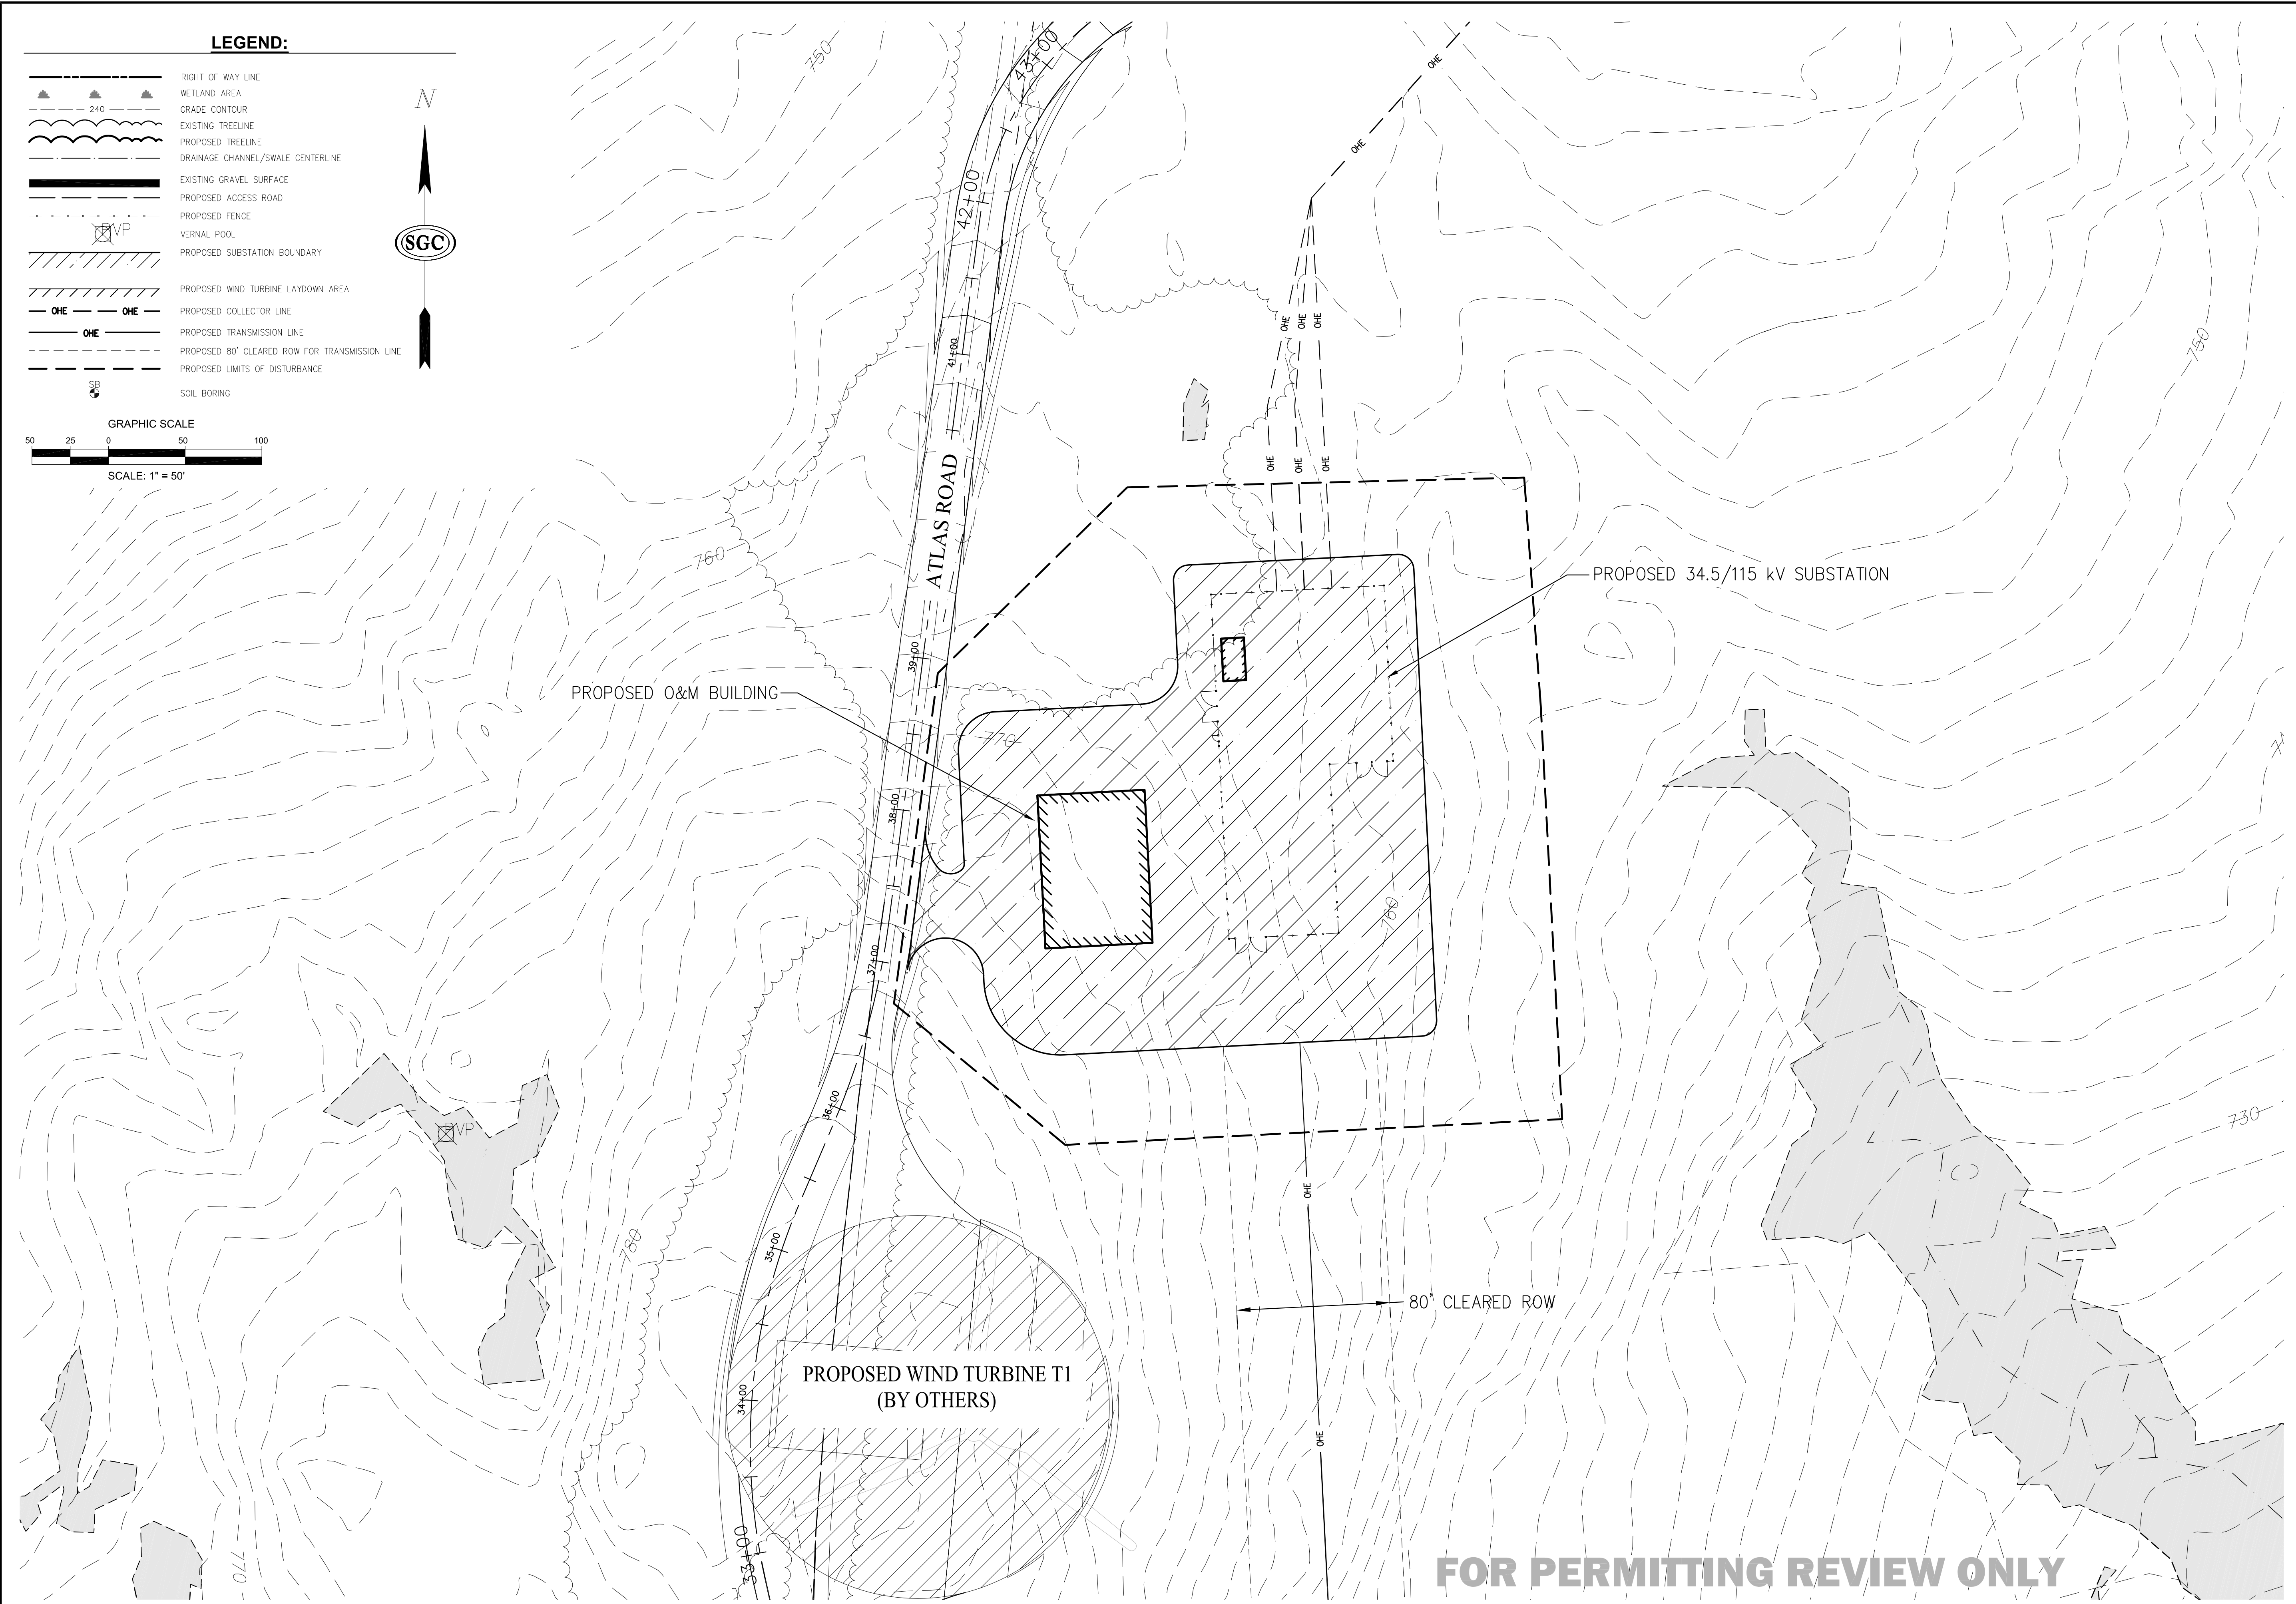 LEGEND:
RIGHT OF WAY LINE
WETLAND AREA
240
GRADE CONTOUR
EXISTING TREELINE
PROPOSED TREELINE
DRAINAGE CHANNEL/SWALE CENTERLINE
EXISTING GRAVEL SURFACE
PROPOSED ACCESS ROAD
PROPOSED FENCE
PVP
VERNAL POOL
PROPOSED SUBSTATION BOUNDARY
PROPOSED WIND TURBINE LAYDOWN AREA
OHE OHE
PROPOSED COLLECTOR LINE
OHE
PROPOSED TRANSMISSION LINE
PROPOSED 80' CLEARED ROW FOR TRANSMISSION LINE
PROPOSED LIMITS OF DISTURBANCE
SB
SOIL BORING
N
SGC
GRAPHIC SCALE
50 25 0 50 100
SCALE: 1" = 50'
750
43+00
OHE
OHE
42+00
OHE OHE OHE
41+00
750
ATLAS ROAD
OHE OHE OHE
760
PROPOSED 34.5/115 kV SUBSTATION
39+00
PROPOSED O&M BUILDING
770
38+00
780
37+00
36+00
PVP
730
OHE
35+00
780
80' CLEARED ROW
PROPOSED WIND TURBINE T1
(BY OTHERS)
34+00
OHE
33+00
770
FOR PERMITTING REVIEW ONLY